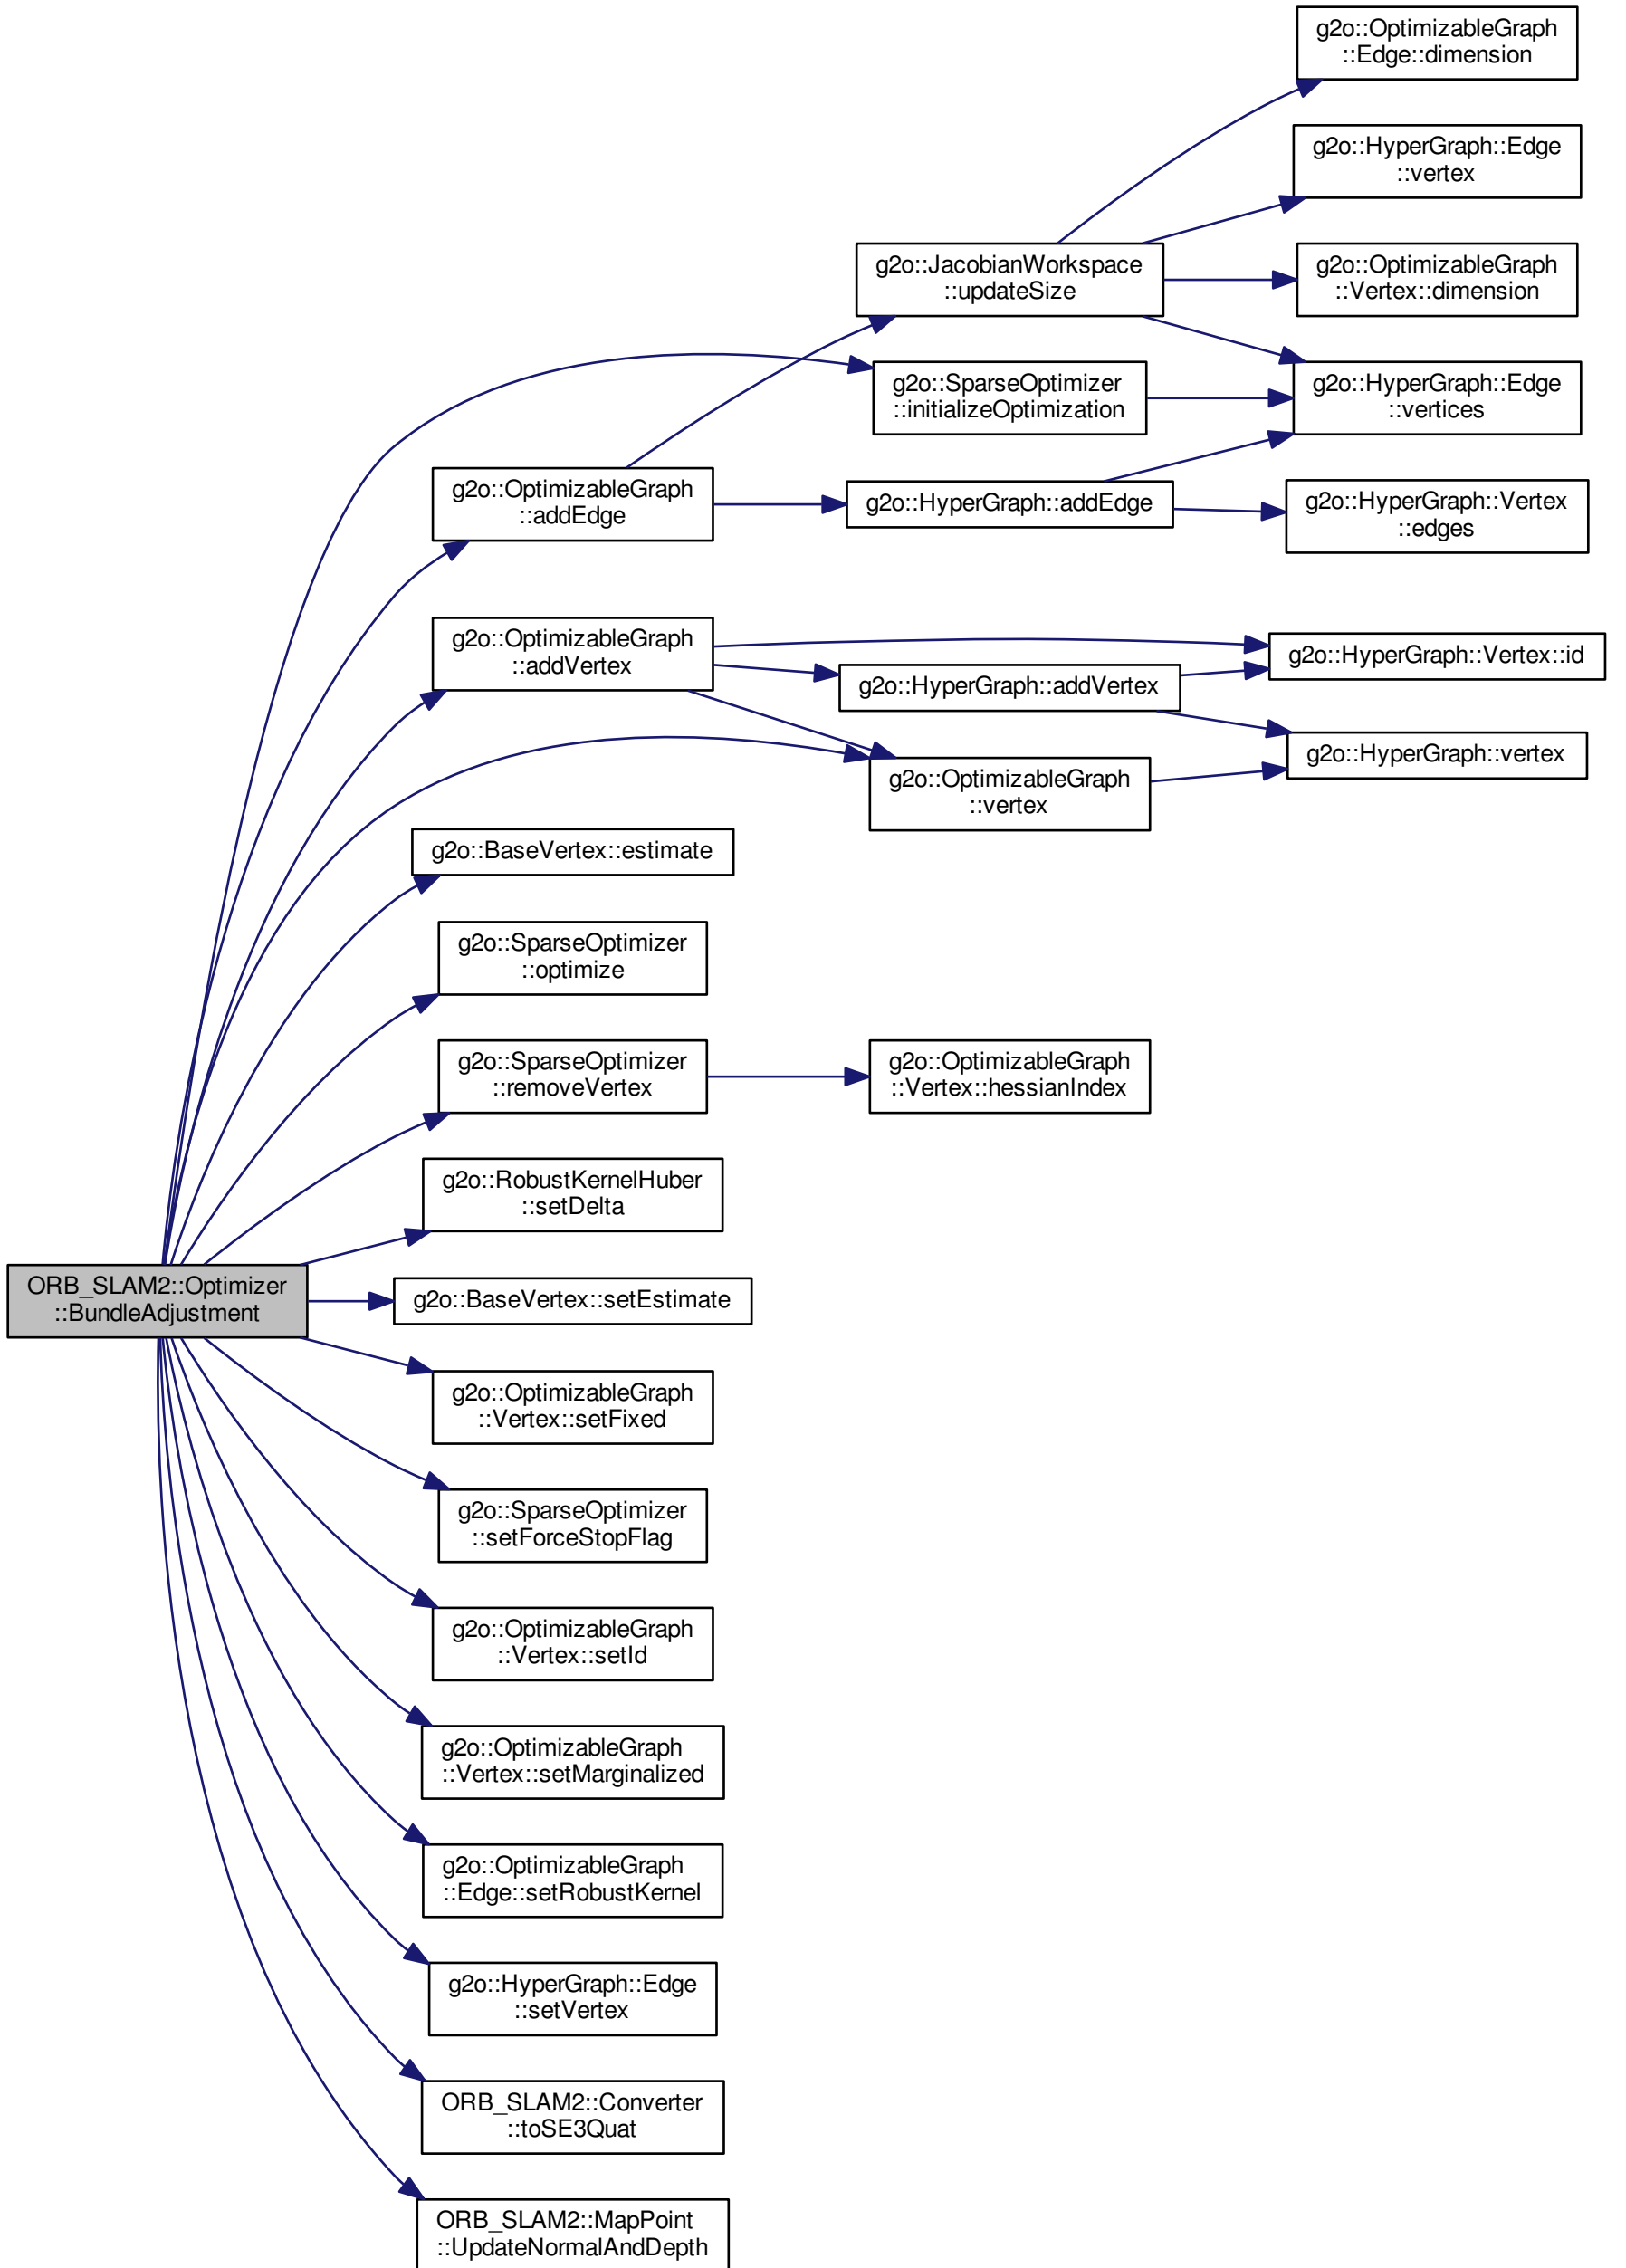 g2o::OptimizableGraph
::Edge::dimension
g2o::HyperGraph::Edge
::vertex
g2o::JacobianWorkspace
::updateSize
g2o::OptimizableGraph
::Vertex::dimension
g2o::SparseOptimizer
::initializeOptimization
g2o::HyperGraph::Edge
::vertices
g2o::OptimizableGraph
::addEdge
g2o::HyperGraph::addEdge
g2o::HyperGraph::Vertex
::edges
g2o::OptimizableGraph
::addVertex
g2o::HyperGraph::addVertex
g2o::HyperGraph::Vertex::id
g2o::OptimizableGraph
::vertex
g2o::HyperGraph::vertex
g2o::BaseVertex::estimate
g2o::SparseOptimizer
::optimize
g2o::SparseOptimizer
::removeVertex
g2o::OptimizableGraph
::Vertex::hessianIndex
g2o::RobustKernelHuber
::setDelta
ORB_SLAM2::Optimizer
::BundleAdjustment
g2o::BaseVertex::setEstimate
g2o::OptimizableGraph
::Vertex::setFixed
g2o::SparseOptimizer
::setForceStopFlag
g2o::OptimizableGraph
::Vertex::setId
g2o::OptimizableGraph
::Vertex::setMarginalized
g2o::OptimizableGraph
::Edge::setRobustKernel
g2o::HyperGraph::Edge
::setVertex
ORB_SLAM2::Converter
::toSE3Quat
ORB_SLAM2::MapPoint
::UpdateNormalAndDepth